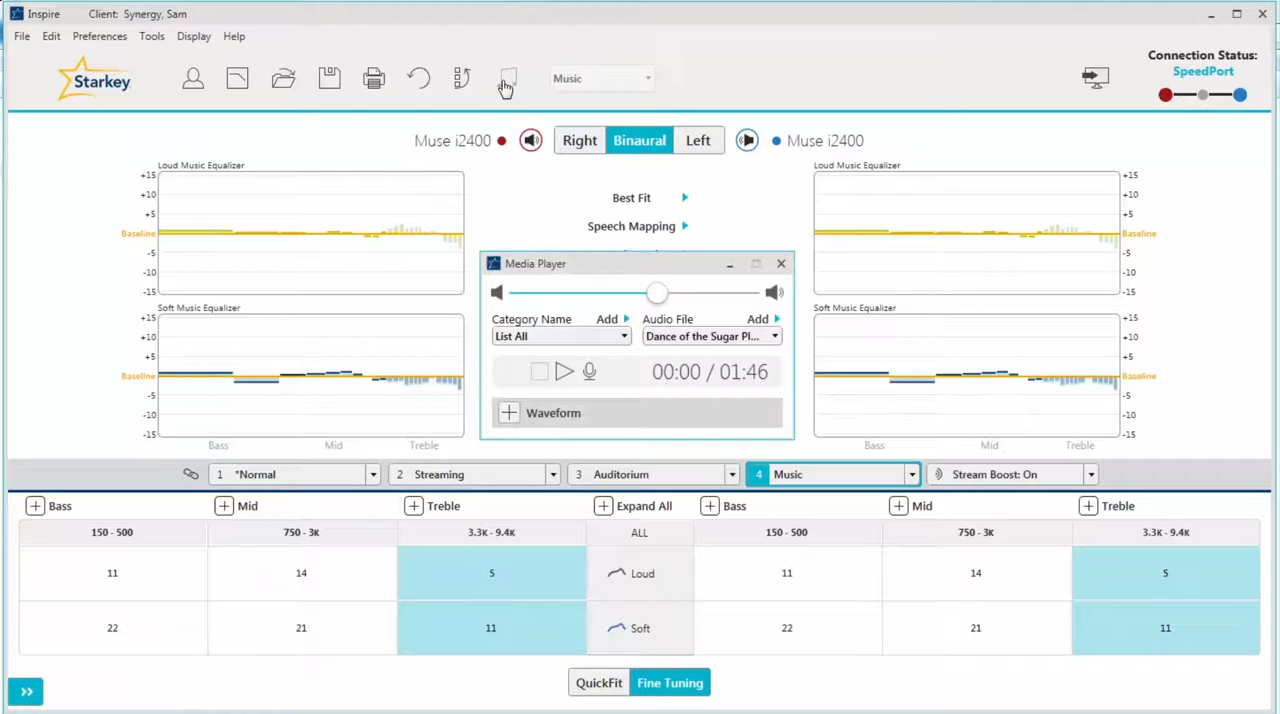 Inspire Client: Synergy, Sam
File Edit Preferences Tools Display Help
Starkey
Music
Connection Status:
SpeedPort
Muse i2400
Right Binaural Left
Muse i2400
Loud Music Equalizer
+15
+10
+5
Baseline
-5
-10
-15
Soft Music Equalizer
+15
+10
+5
Baseline
-5
-10
-15
Bass Mid Treble
Best Fit
Speech Mapping
Loud Music Equalizer
+15
+10
+5
Baseline
-5
-10
-15
Soft Music Equalizer
+15
+10
+5
Baseline
-5
-10
-15
Bass Mid Treble
Media Player
Category Name Add Audio File Add
List All Dance of the Sugar Pl...
00:00 / 01:46
Waveform
1 *Normal 2 Streaming 3 Auditorium 4 Music Stream Boost: On
Bass Mid Treble Expand All Bass Mid Treble
150 - 500 750 - 3K 3.3K - 9.4K ALL 150 - 500 750 - 3K 3.3K - 9.4K
11 14 5 Loud 11 14 5
22 21 11 Soft 22 21 11
QuickFit Fine Tuning